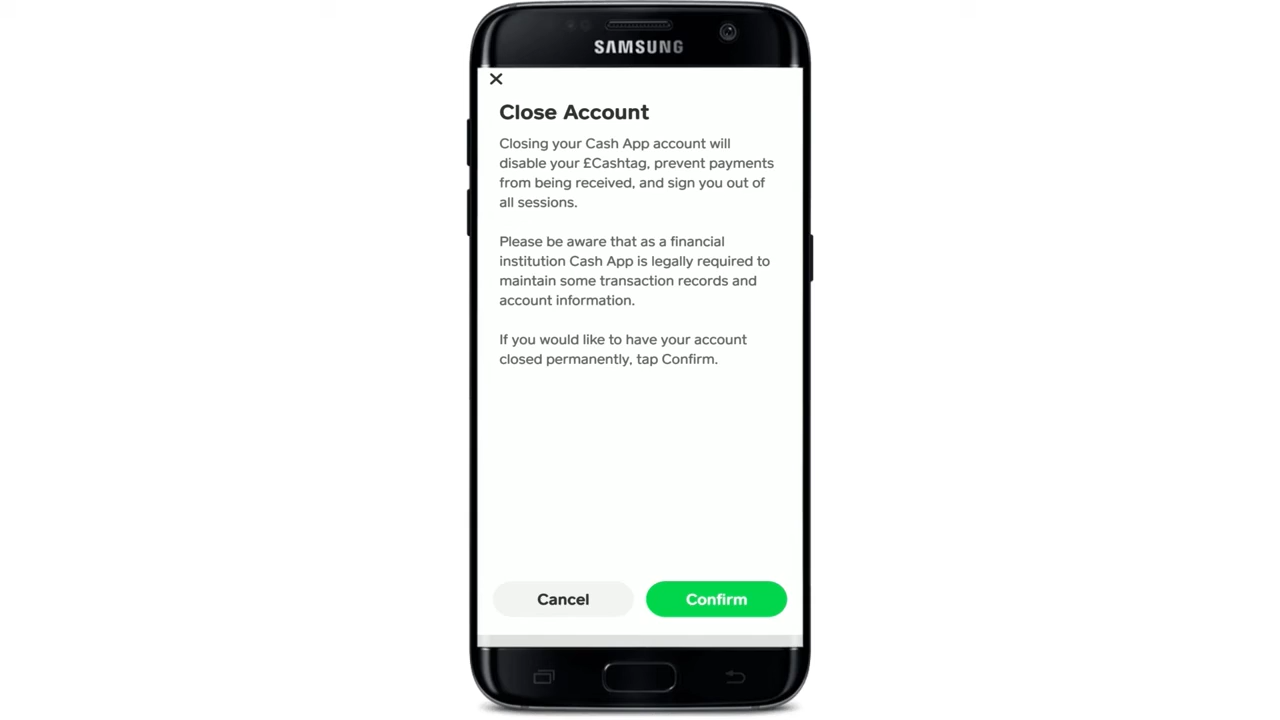 SAMSUNG
Close Account
Closing your Cash App account will
disable your £Cashtag, prevent payments
from being received, and sign you out of
all sessions.
Please be aware that as a financial
institution Cash App is legally required to
maintain some transaction records and
account information.
If you would like to have your account
closed permanently, tap Confirm.
Cancel Confirm